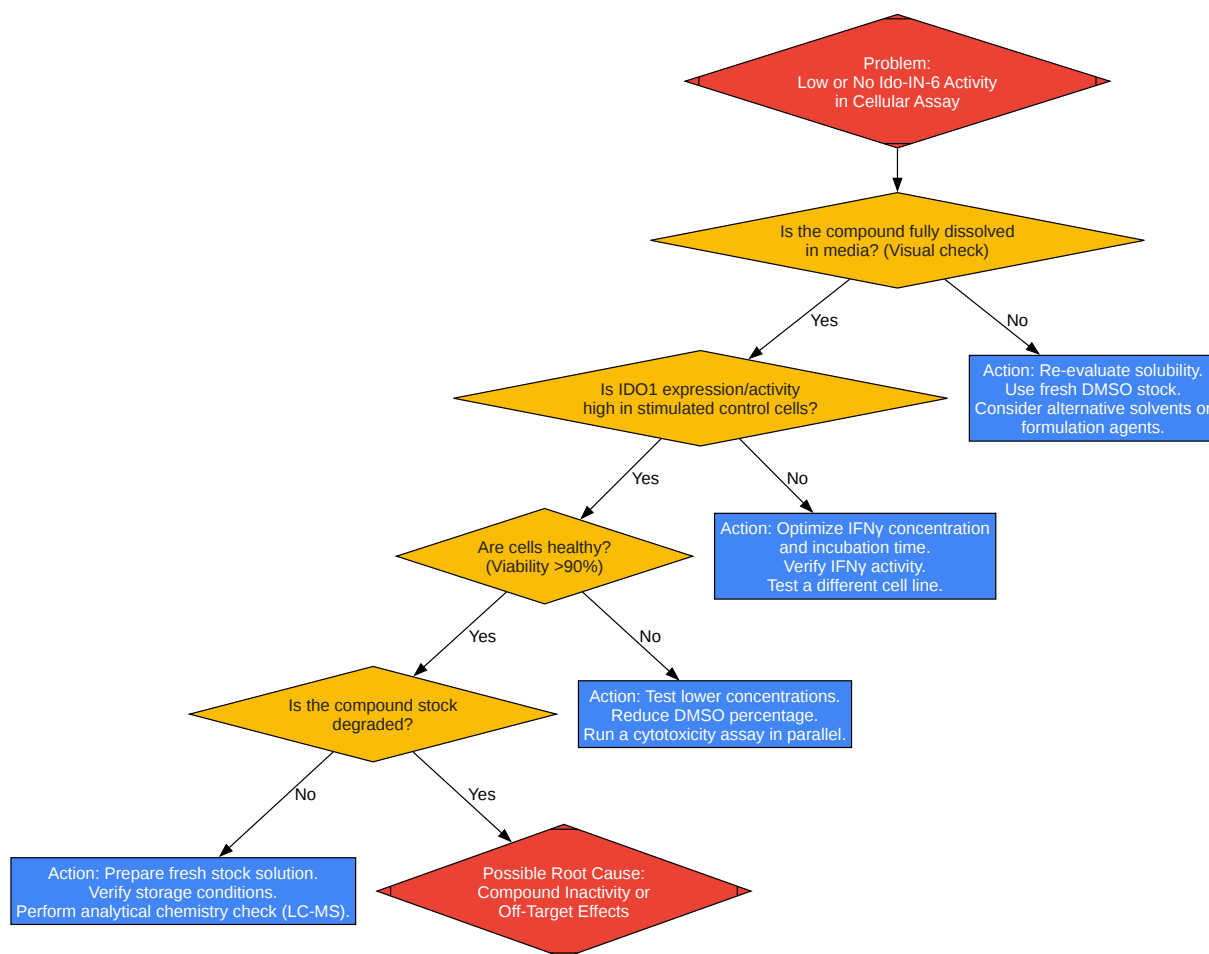 Problem:
Low or No Ido-IN-6 Activity
in Cellular Assay
Is the compound fully dissolved
in media? (Visual check)
Yes
No
Is IDO1 expression/activity
high in stimulated control cells?
Action: Re-evaluate solubility.
Use fresh DMSO stock.
Consider alternative solvents or
formulation agents.
Yes
No
Are cells healthy?
(Viability >90%)
Action: Optimize IFNγ concentration
and incubation time.
Verify IFNγ activity.
Test a different cell line.
Yes
No
Is the compound stock
degraded?
Action: Test lower concentrations.
Reduce DMSO percentage.
Run a cytotoxicity assay in parallel.
No
Yes
Action: Prepare fresh stock solution.
Verify storage conditions.
Perform analytical chemistry check (LC-MS).
Possible Root Cause:
Compound Inactivity or
Off-Target Effects